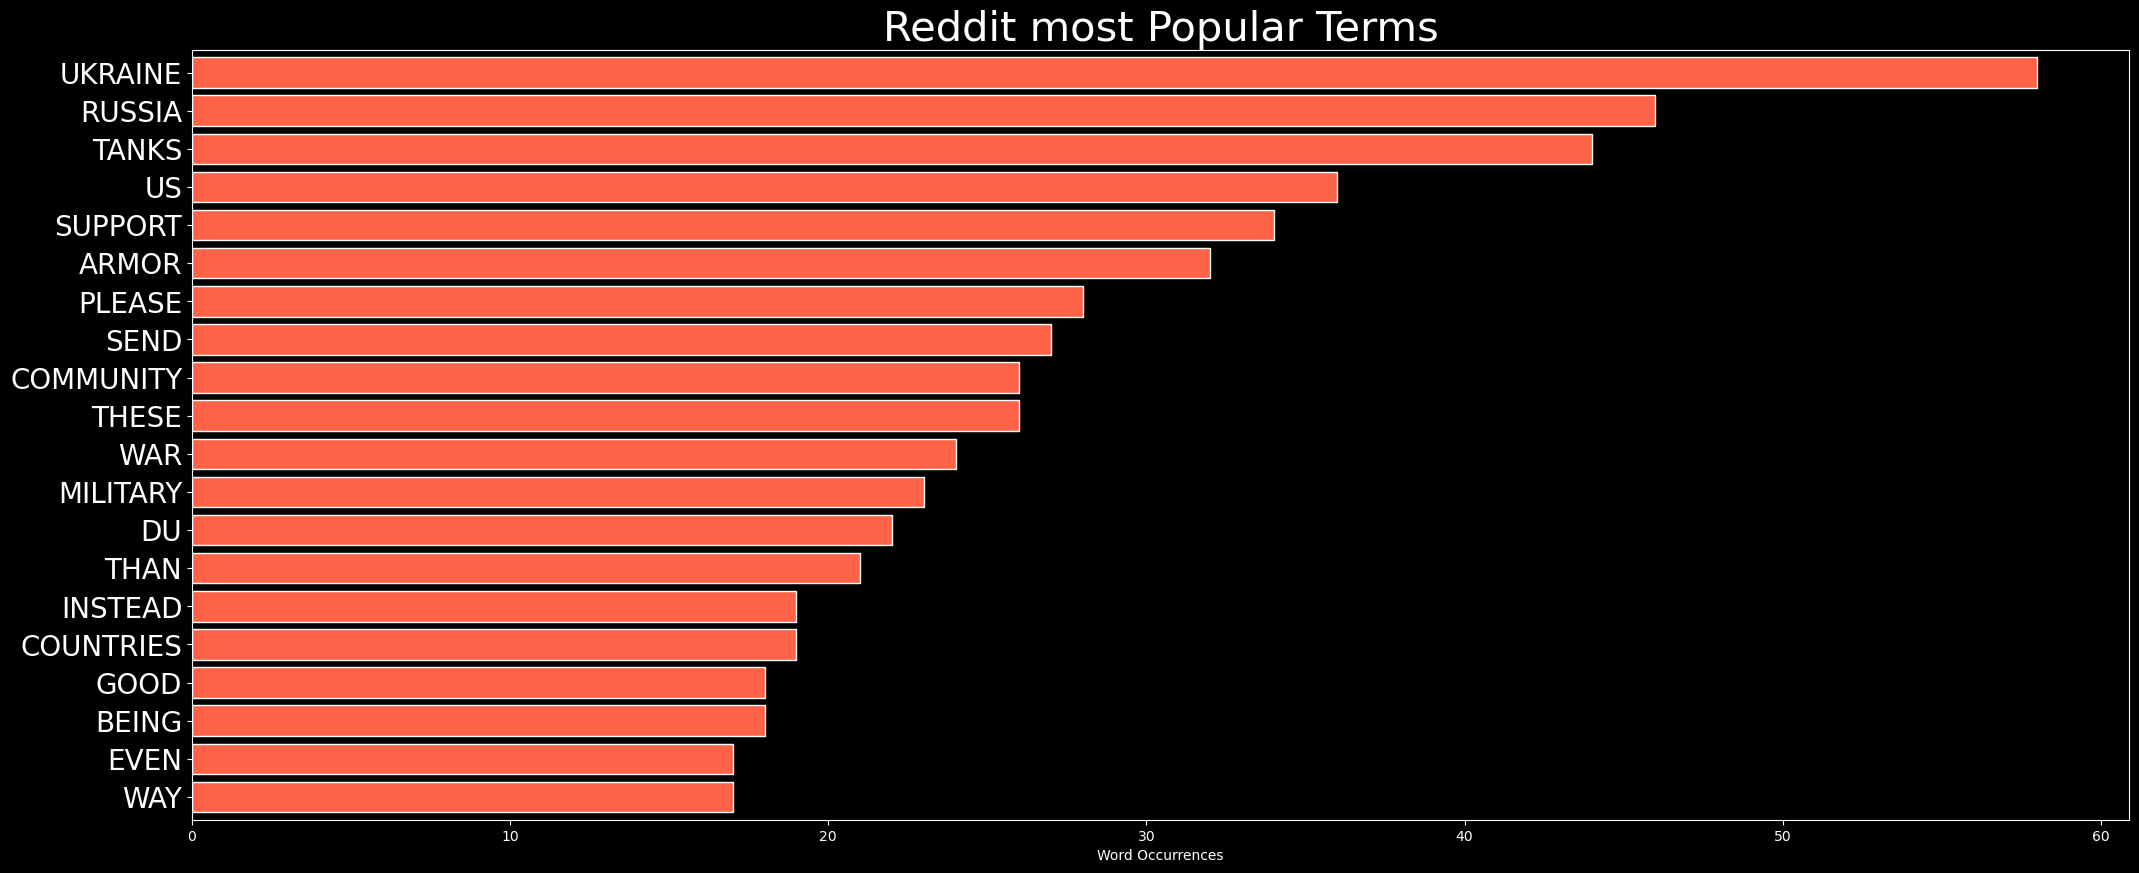 Reddit most Popular Terms
UKRAINE
RUSSIA
TANKS
US
SUPPORT
ARMOR
PLEASE
SEND
COMMUNITY
THESE
WAR
MILITARY
DU
THAN
INSTEAD
COUNTRIES
GOOD
BEING
EVEN
WAY
0 10 20 30 40 50 60
Word Occurrences